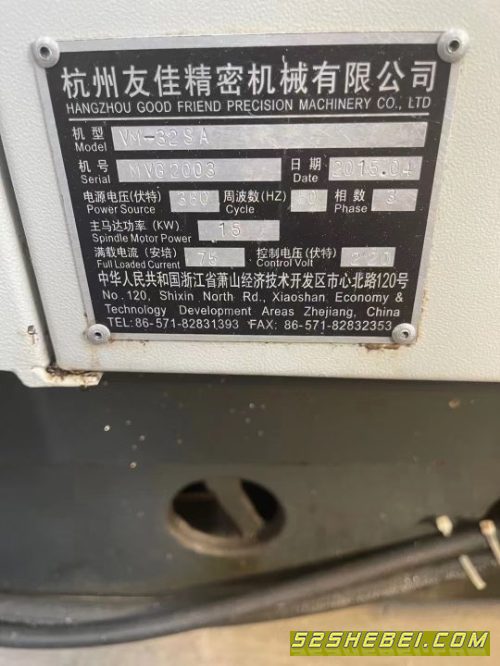 杭州友佳精密机械有限公司
HANGZHOU GOOD FRIEND PRECISION MACHINERY CO., LTD
机型 Model VM-32SA
机号 Serial MVG12003 日期 Date 2015.04
电源电压(伏特) Power Source 380 周波数(HZ) Cycle 50 相数 Phase 3
主马达功率(KW) Spindle Motor Power 15
满载电流(安培) Full Loaded Current 75 控制电压(伏特) Control Volt 220
中华人民共和国浙江省萧山经济技术开发区市心北路120号
No.120, Shixin North Rd., Xiaoshan, Economy &
Technology Development Areas Zhejiang, China
TEL:86-571-82831393 FAX: 86-571-82832353
52SHEBEI.COM